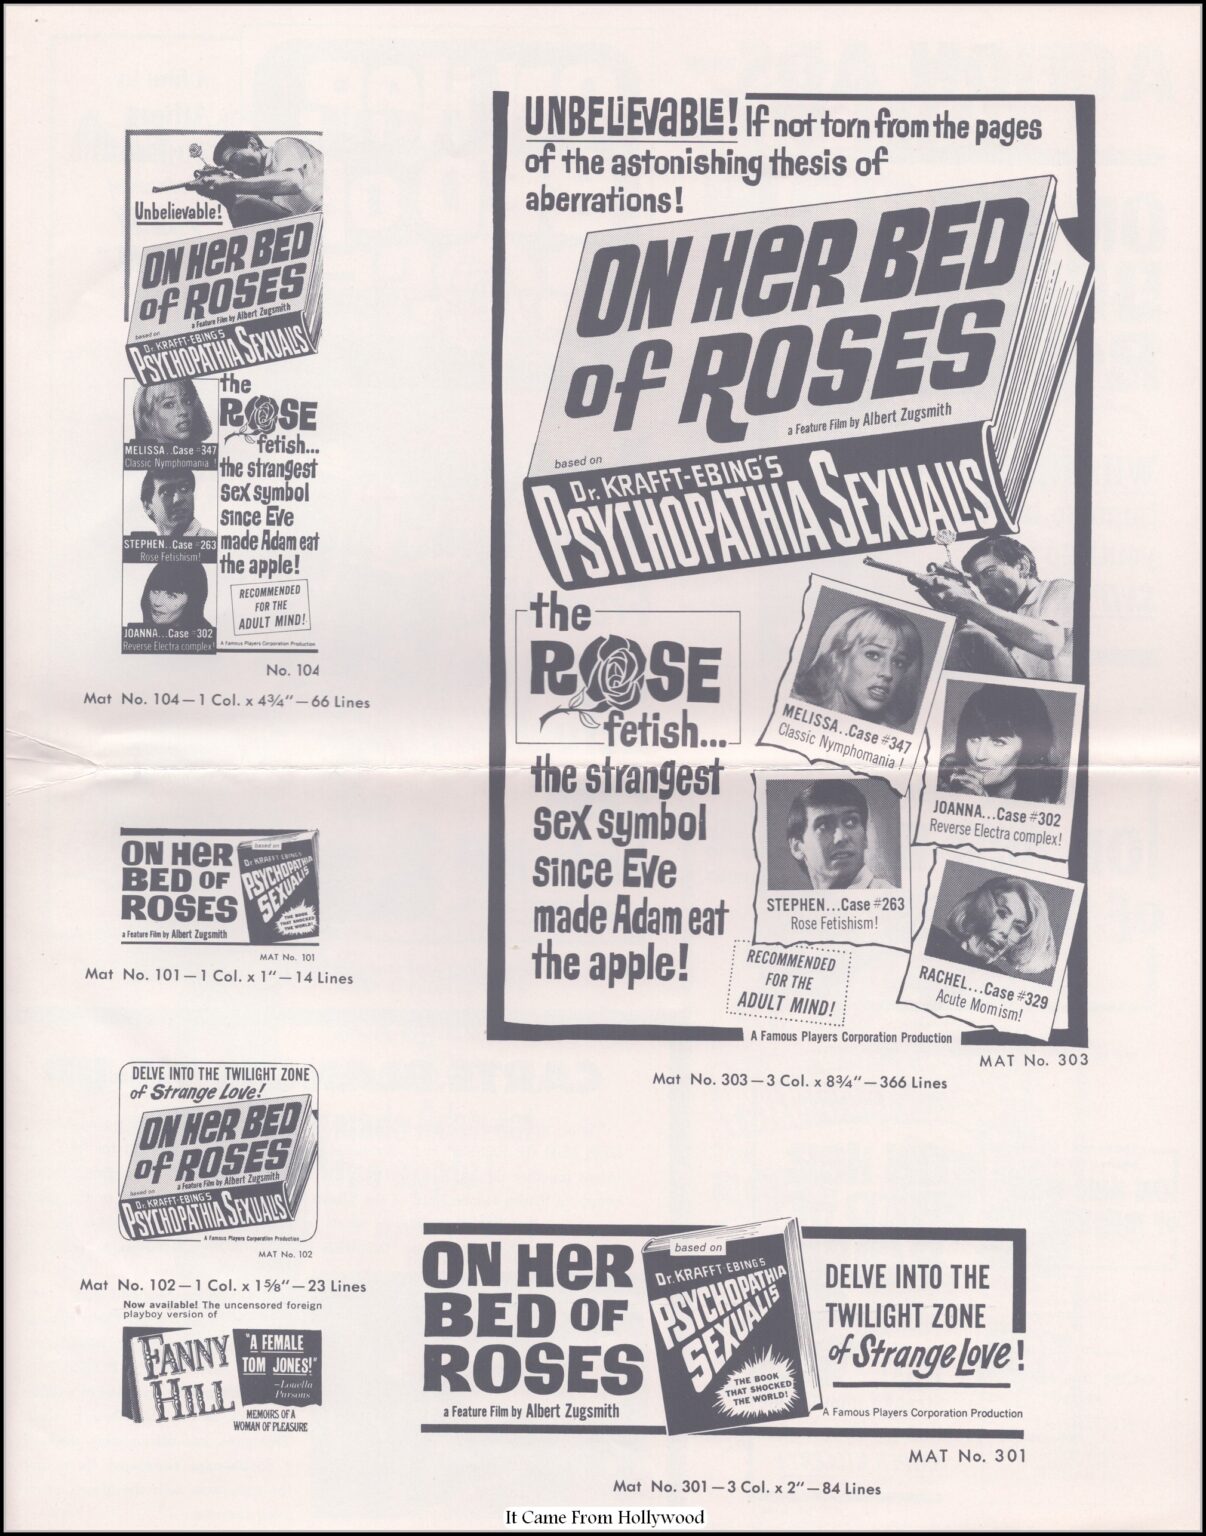 Unbelievable!
ON HER BED
of ROSES
a Feature Film by Albert Zugsmith
based on
Dr. KRAFFT-EBING'S
PSYCHOPATHIA SEXUALIS
MELISSA..Case #347
Classic Nymphomania!
STEPHEN...Case #263
Rose Fetishism!
JOANNA...Case #302
Reverse Electra complex!
the
ROSE
fetish...
the strangest
sex symbol
since Eve
made Adam eat
the apple!
RECOMMENDED
FOR THE
ADULT MIND!
A Famous Players Corporation Production
No. 104
Mat No. 104—1 Col. x 4¾"—66 Lines
ON HER
BED OF
ROSES
a Feature Film by Albert Zugsmith
based on
Dr. KRAFFT EBING'S
PSYCHOPATHIA
SEXUALIS
THE BOOK
THAT SHOCKED
THE WORLD!
MAT No. 101
Mat No. 101—1 Col. x 1"—14 Lines
DELVE INTO THE TWILIGHT ZONE
of Strange Love!
ON HER BED
of ROSES
a Feature Film by Albert Zugsmith
based on
Dr. KRAFFT-EBING'S
PSYCHOPATHIA SEXUALIS
A Famous Players Corporation Production
MAT No. 102
Mat No. 102—1 Col. x 1⅝"—23 Lines
Now available! The uncensored foreign
playboy version of
FANNY
HILL
"A FEMALE
TOM JONES!"
—Louella
Parsons
MEMOIRS OF A
WOMAN OF PLEASURE
UNBELIEVABLE! If not torn from the pages
of the astonishing thesis of
aberrations!
ON HER BED
of ROSES
a Feature Film by Albert Zugsmith
based on
Dr. KRAFFT-EBING'S
PSYCHOPATHIA SEXUALIS
the
ROSE
fetish...
the strangest
sex symbol
since Eve
made Adam eat
the apple!
MELISSA..Case #347
Classic Nymphomania!
JOANNA...Case #302
Reverse Electra complex!
STEPHEN...Case #263
Rose Fetishism!
RACHEL...Case #329
Acute Momism!
RECOMMENDED
FOR THE
ADULT MIND!
A Famous Players Corporation Production
MAT No. 303
Mat No. 303—3 Col. x 8¾"—366 Lines
ON HER
BED OF
ROSES
a Feature Film by Albert Zugsmith
based on
Dr. KRAFFT EBING'S
PSYCHOPATHIA
SEXUALIS
THE BOOK
THAT SHOCKED
THE WORLD!
DELVE INTO THE
TWILIGHT ZONE
of Strange Love!
A Famous Players Corporation Production
MAT No. 301
Mat No. 301—3 Col. x 2"—84 Lines
It Came From Hollywood